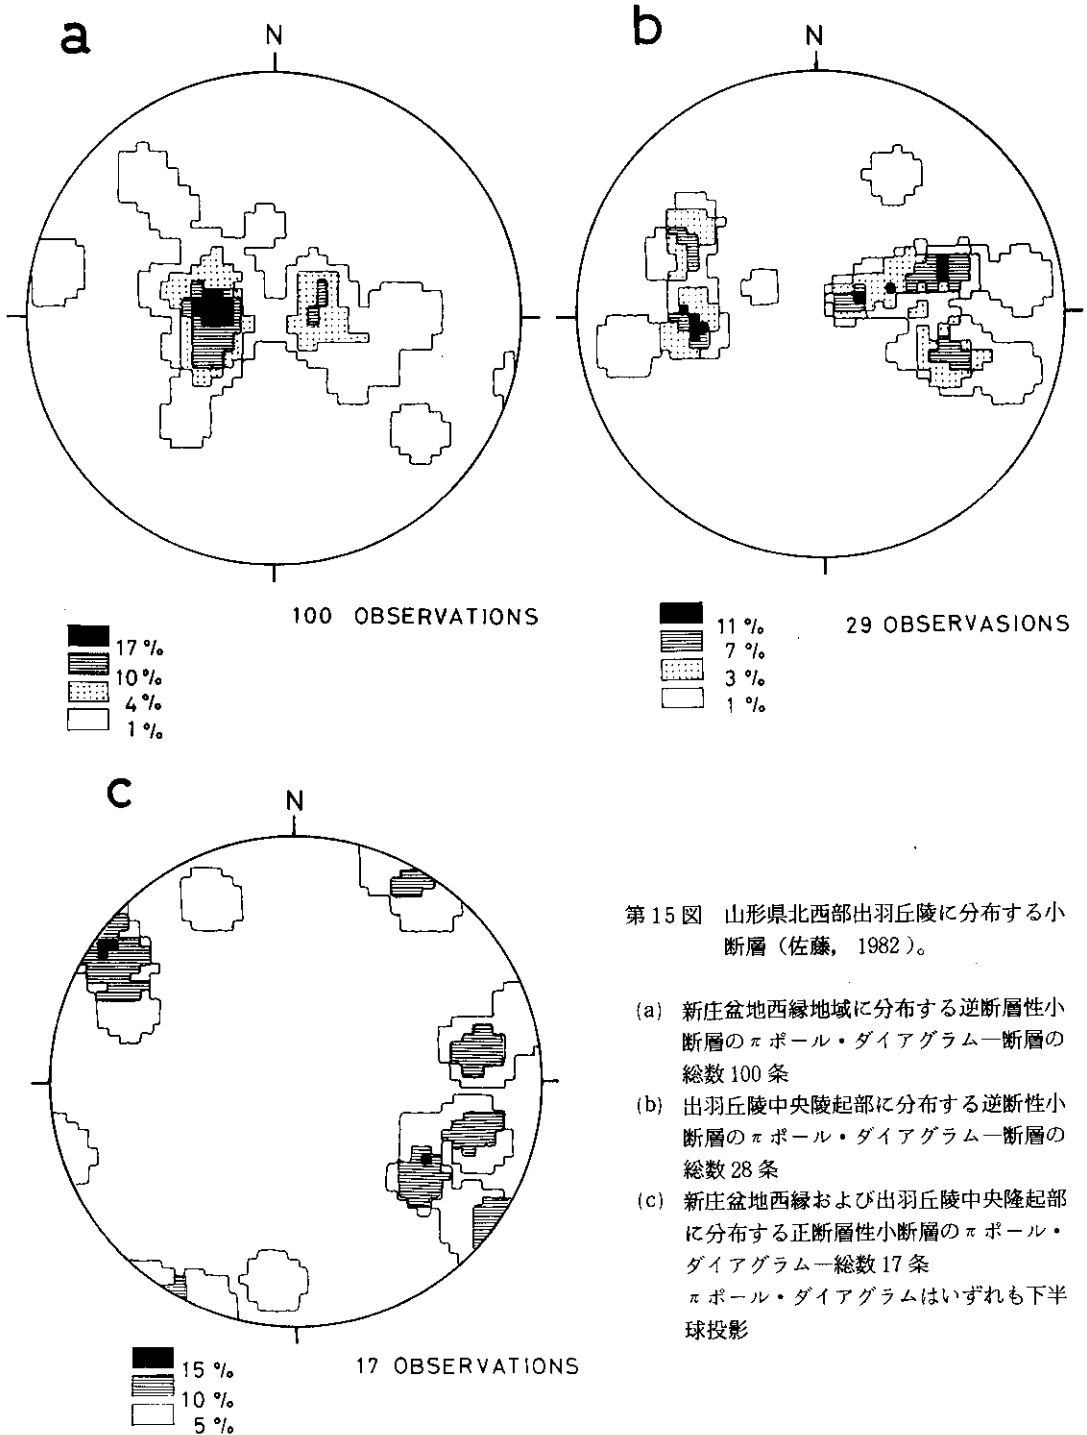 a
N
100 OBSERVATIONS
17 %
10 %
4 %
1 %
b
N
29 OBSERVASIONS
11 %
7 %
3 %
1 %
c
N
17 OBSERVATIONS
15 %
10 %
5 %
第15図 山形県北西部出羽丘陵に分布する小
断層(佐藤, 1982)。
(a) 新庄盆地西縁地域に分布する逆断層性小
断層のπポール・ダイアグラム―断層の
総数100条
(b) 出羽丘陵中央陵起部に分布する逆断性小
断層のπポール・ダイアグラム―断層の
総数28条
(c) 新庄盆地西縁および出羽丘陵中央隆起部
に分布する正断層性小断層のπポール・
ダイアグラム―総数17条
πポール・ダイアグラムはいずれも下半
球投影